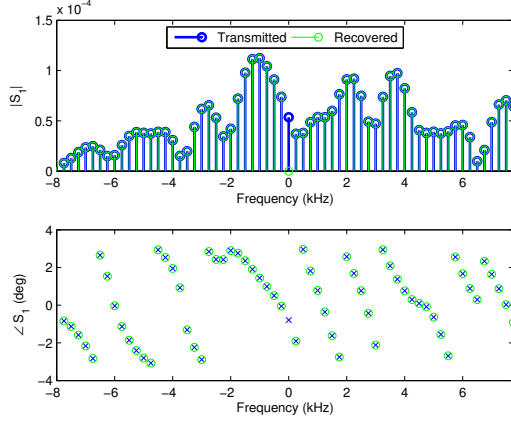 x 10⁻⁴
1.5
1
0.5
0
|S₁|
Transmitted
Recovered
−8 −6 −4 −2 0 2 4 6 8
Frequency (kHz)
4
2
0
−2
−4
∠ S₁ (deg)
−8 −6 −4 −2 0 2 4 6
Frequency (kHz)